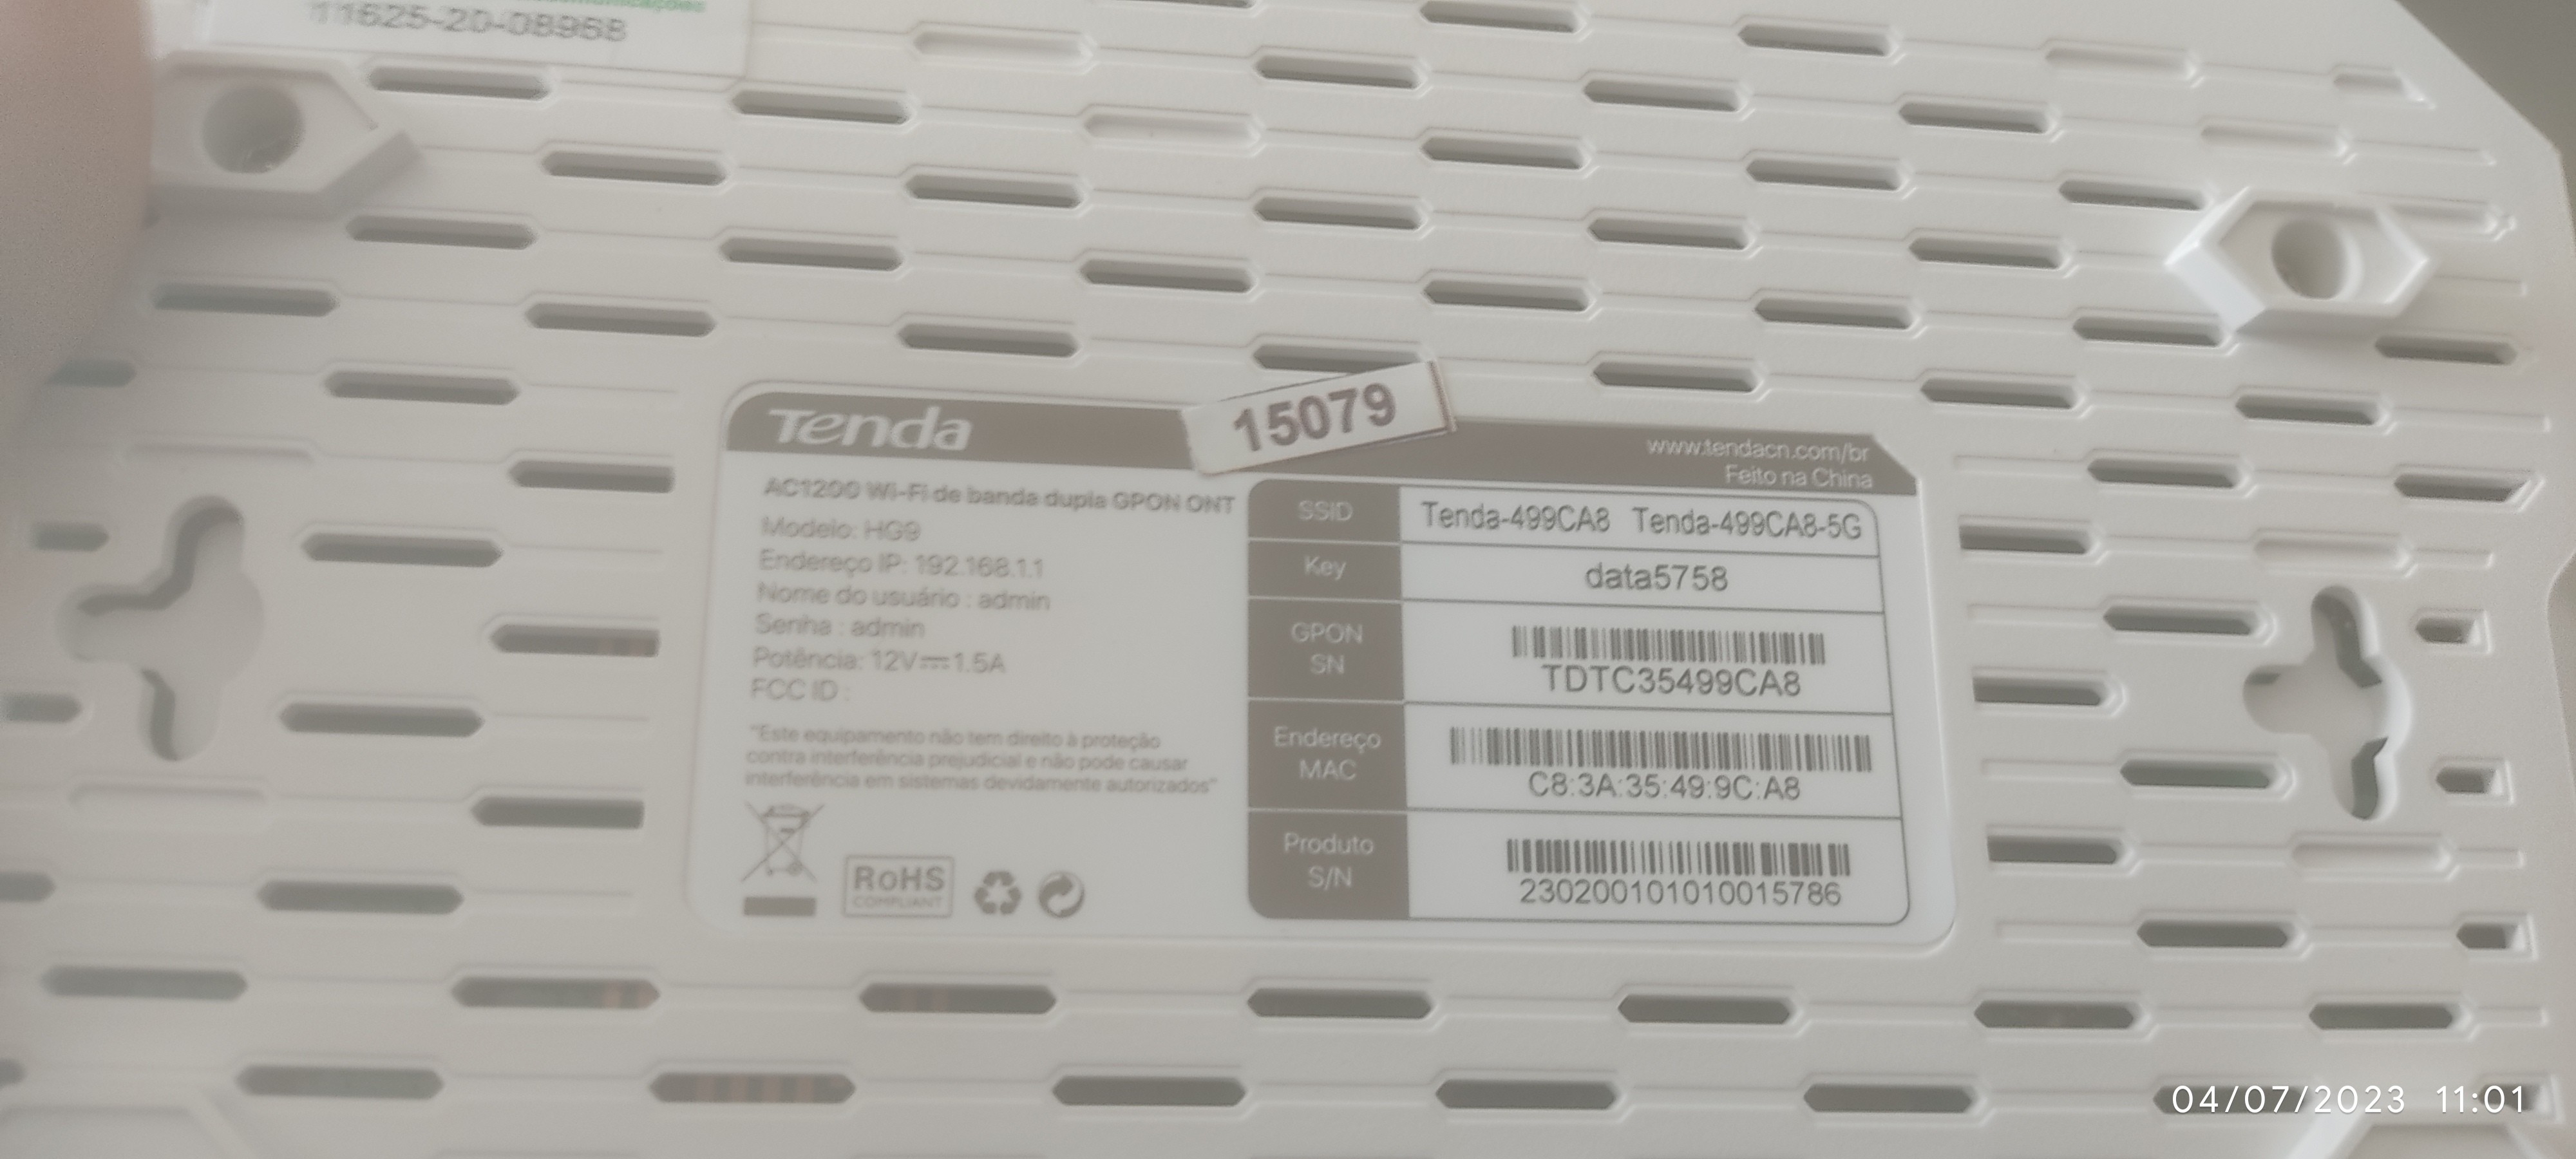 11625-20-08968
Tenda
15079
www.tendacn.com/br
Feito na China
AC1200 Wi-Fi de banda dupla GPON ONT
Modelo: HG9
Endereço IP: 192.168.1.1
Nome do usuário : admin
Senha : admin
Potência: 12V⎓1.5A
FCC ID :
"Este equipamento não tem direito à proteção
contra interferência prejudicial e não pode causar
interferência em sistemas devidamente autorizados"
RoHS
COMPLIANT
SSID Tenda-499CA8 Tenda-499CA8-5G
Key data5758
GPON
SN
TDTC35499CA8
Endereço
MAC
C8:3A:35:49:9C:A8
Produto
S/N
230200101010015786
04/07/2023 11:01